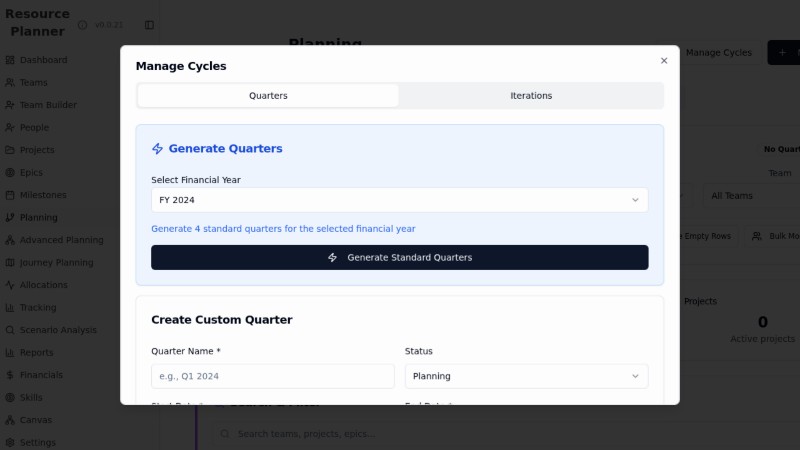 Resource
Planner
v0.0.21
Dashboard
Teams
Team Builder
People
Projects
Epics
Milestones
Planning
Advanced Planning
Journey Planning
Allocations
Tracking
Scenario Analysis
Reports
Financials
Skills
Canvas
Settings
Planning
Manage Cycles
No Quart
Team
All Teams
e Empty Rows
Bulk Mo
Projects
0
Active projects
Search teams, projects, epics...
Manage Cycles
Quarters
Iterations
Generate Quarters
Select Financial Year
FY 2024
Generate 4 standard quarters for the selected financial year
Generate Standard Quarters
Create Custom Quarter
Quarter Name *
Status
e.g., Q1 2024
Planning